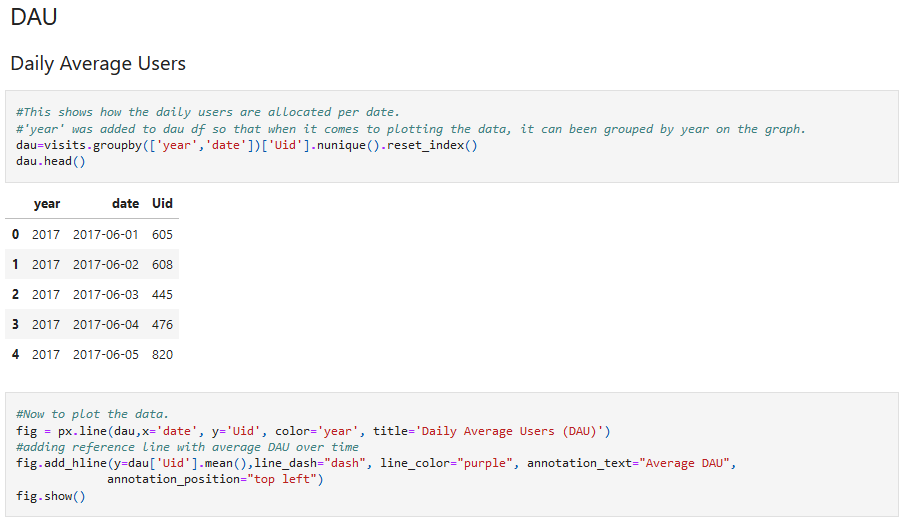 DAU
Daily Average Users
#This shows how the daily users are allocated per date.
#'year' was added to dau df so that when it comes to plotting the data, it can been grouped by year on the graph.
dau=visits.groupby(['year','date'])['Uid'].nunique().reset_index()
dau.head()
year date Uid
0 2017 2017-06-01 605
1 2017 2017-06-02 608
2 2017 2017-06-03 445
3 2017 2017-06-04 476
4 2017 2017-06-05 820
#Now to plot the data.
fig = px.line(dau,x='date', y='Uid', color='year', title='Daily Average Users (DAU)')
#adding reference line with average DAU over time
fig.add_hline(y=dau['Uid'].mean(),line_dash="dash", line_color="purple", annotation_text="Average DAU",
annotation_position="top left")
fig.show()